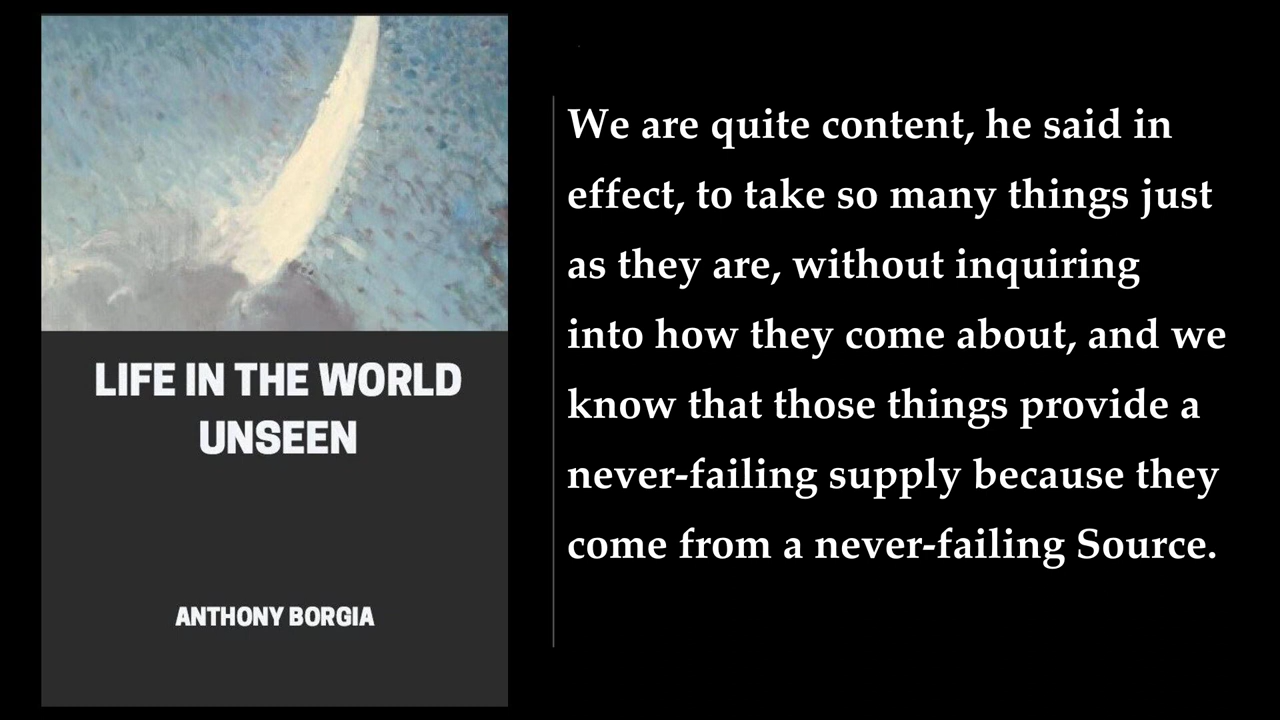 LIFE IN THE WORLD
UNSEEN
ANTHONY BORGIA
We are quite content, he said in
effect, to take so many things just
as they are, without inquiring
into how they come about, and we
know that those things provide a
never-failing supply because they
come from a never-failing Source.